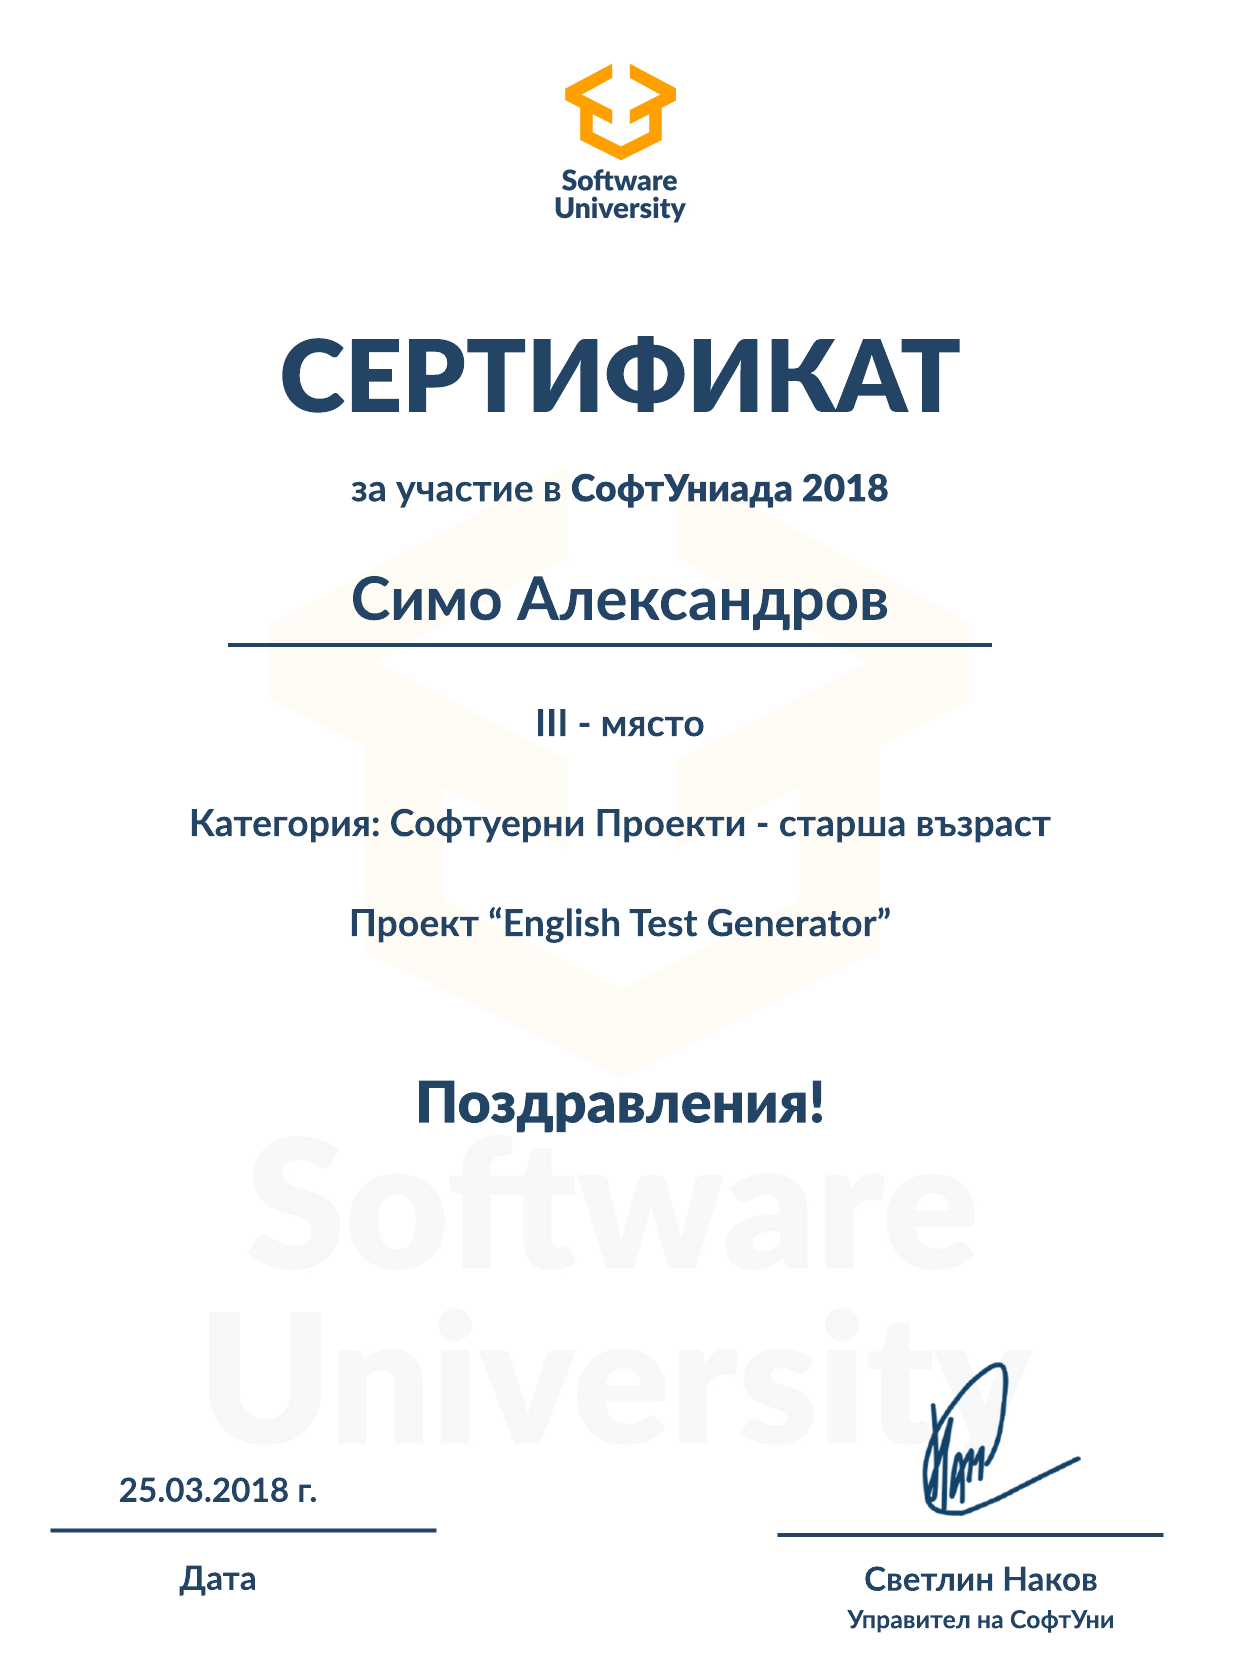 Software
University
СЕРТИФИКАТ
за участие в СофтУниада 2018
Симо Александров
III - място
Категория: Софтуерни Проекти - старша възраст
Проект “English Test Generator”
Поздравления!
Software
University
25.03.2018 г.
Дата
Светлин Наков
Управител на СофтУни